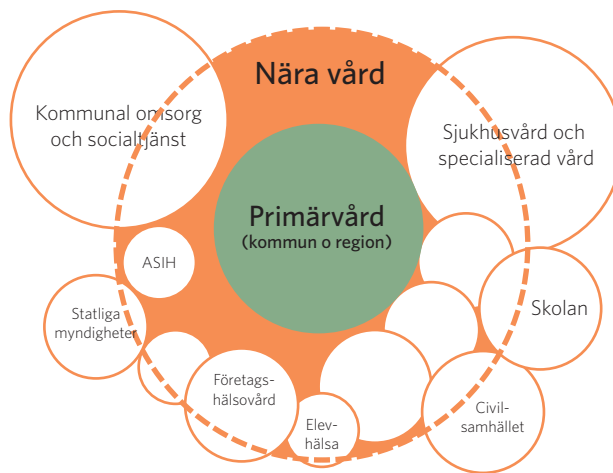 Nära vård
Kommunal omsorg
och socialtjänst
Sjukhusvård och
specialiserad vård
Primärvård
(kommun o region)
ASIH
Statliga
myndigheter
Skolan
Företags-
hälsovård
Elev-
hälsa
Civil-
samhället